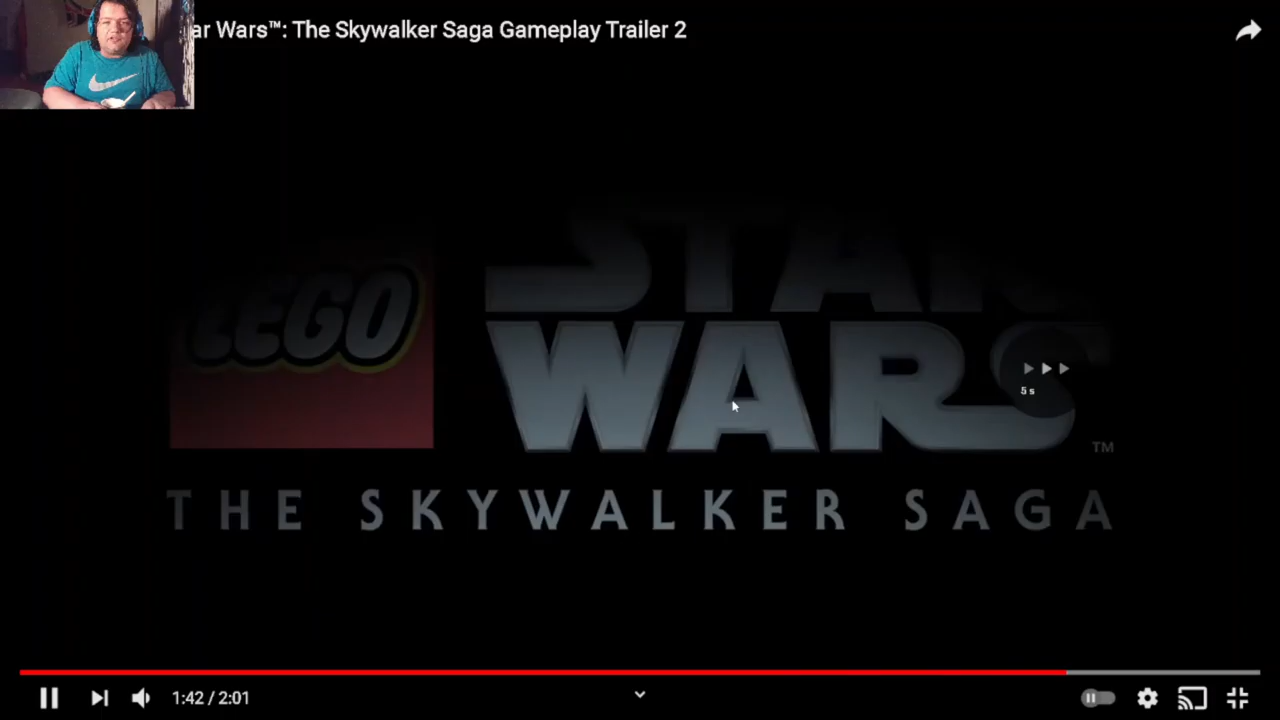 ar Wars™: The Skywalker Saga Gameplay Trailer 2
LEGO
STAR
WARS
TM
5 s
THE SKYWALKER SAGA
1:42 / 2:01